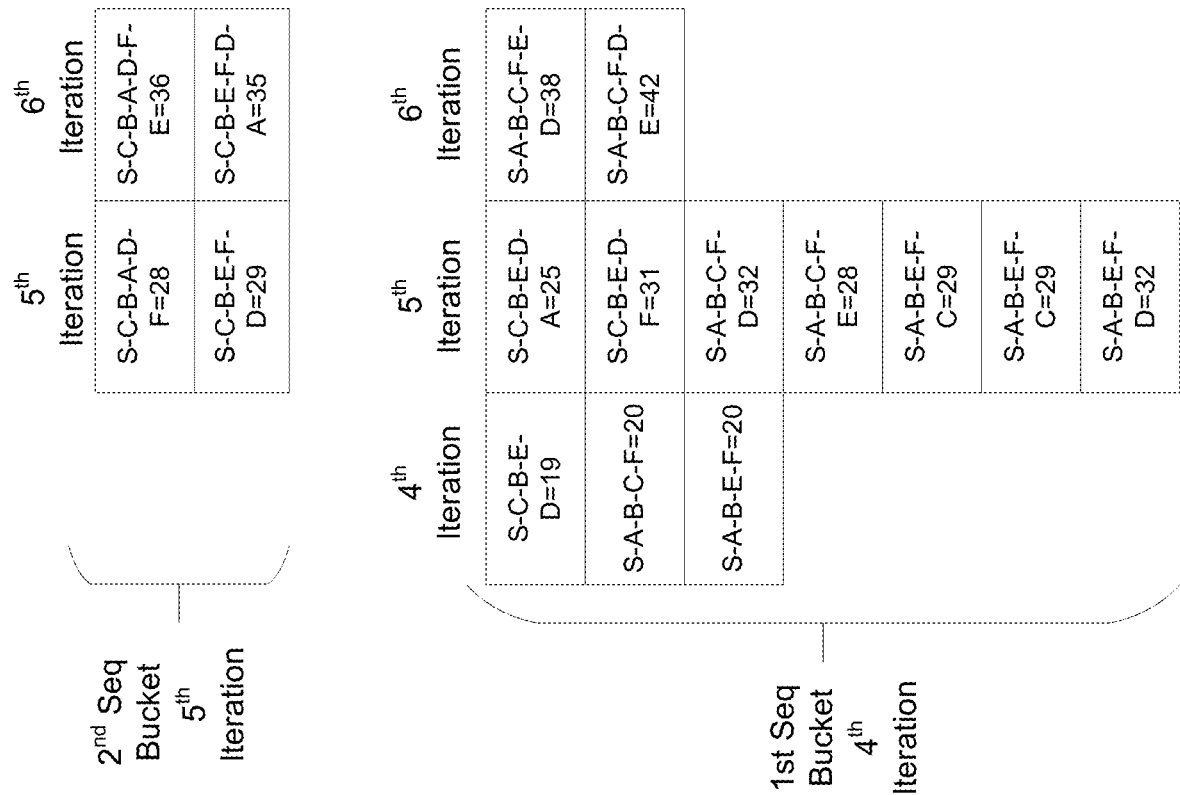 2nd Seq
Bucket
5th
Iteration
5th
Iteration
6th
Iteration
S-C-B-A-D-
F=28
S-C-B-A-D-F-
E=36
S-C-B-E-F-
D=29
S-C-B-E-F-D-
A=35
1st Seq
Bucket
4th
Iteration
4th
Iteration
5th
Iteration
6th
Iteration
S-C-B-E-
D=19
S-C-B-E-D-
A=25
S-A-B-C-F-E-
D=38
S-A-B-C-F=20
S-C-B-E-D-
F=31
S-A-B-C-F-D-
E=42
S-A-B-E-F=20
S-A-B-C-F-
D=32
S-A-B-C-F-
E=28
S-A-B-E-F-
C=29
S-A-B-E-F-
C=29
S-A-B-E-F-
D=32